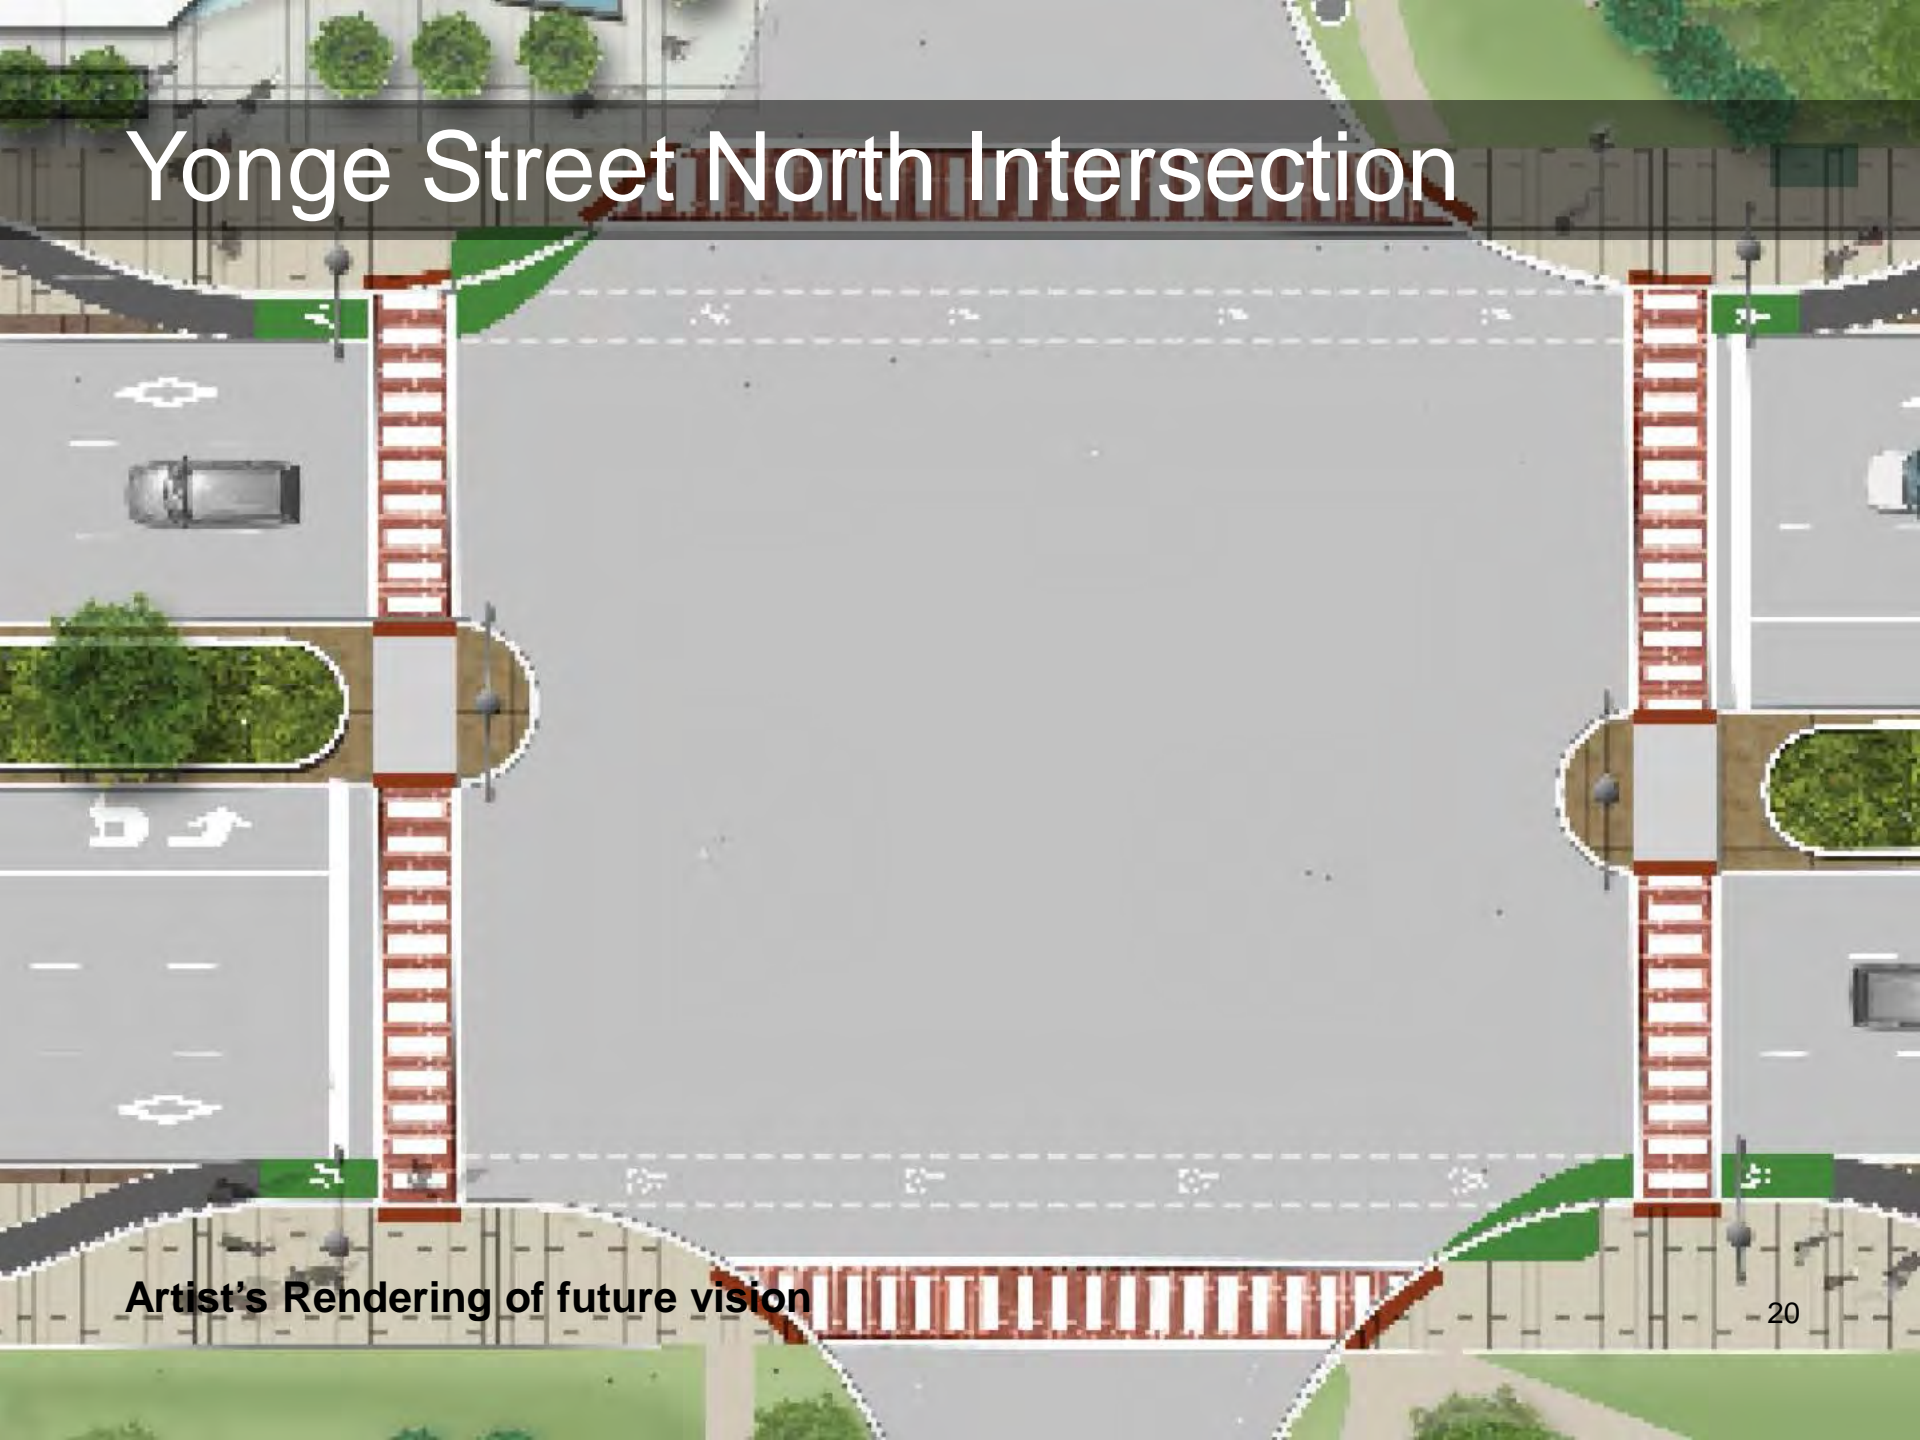 Yonge Street North Intersection
Artist’s Rendering of future vision
20